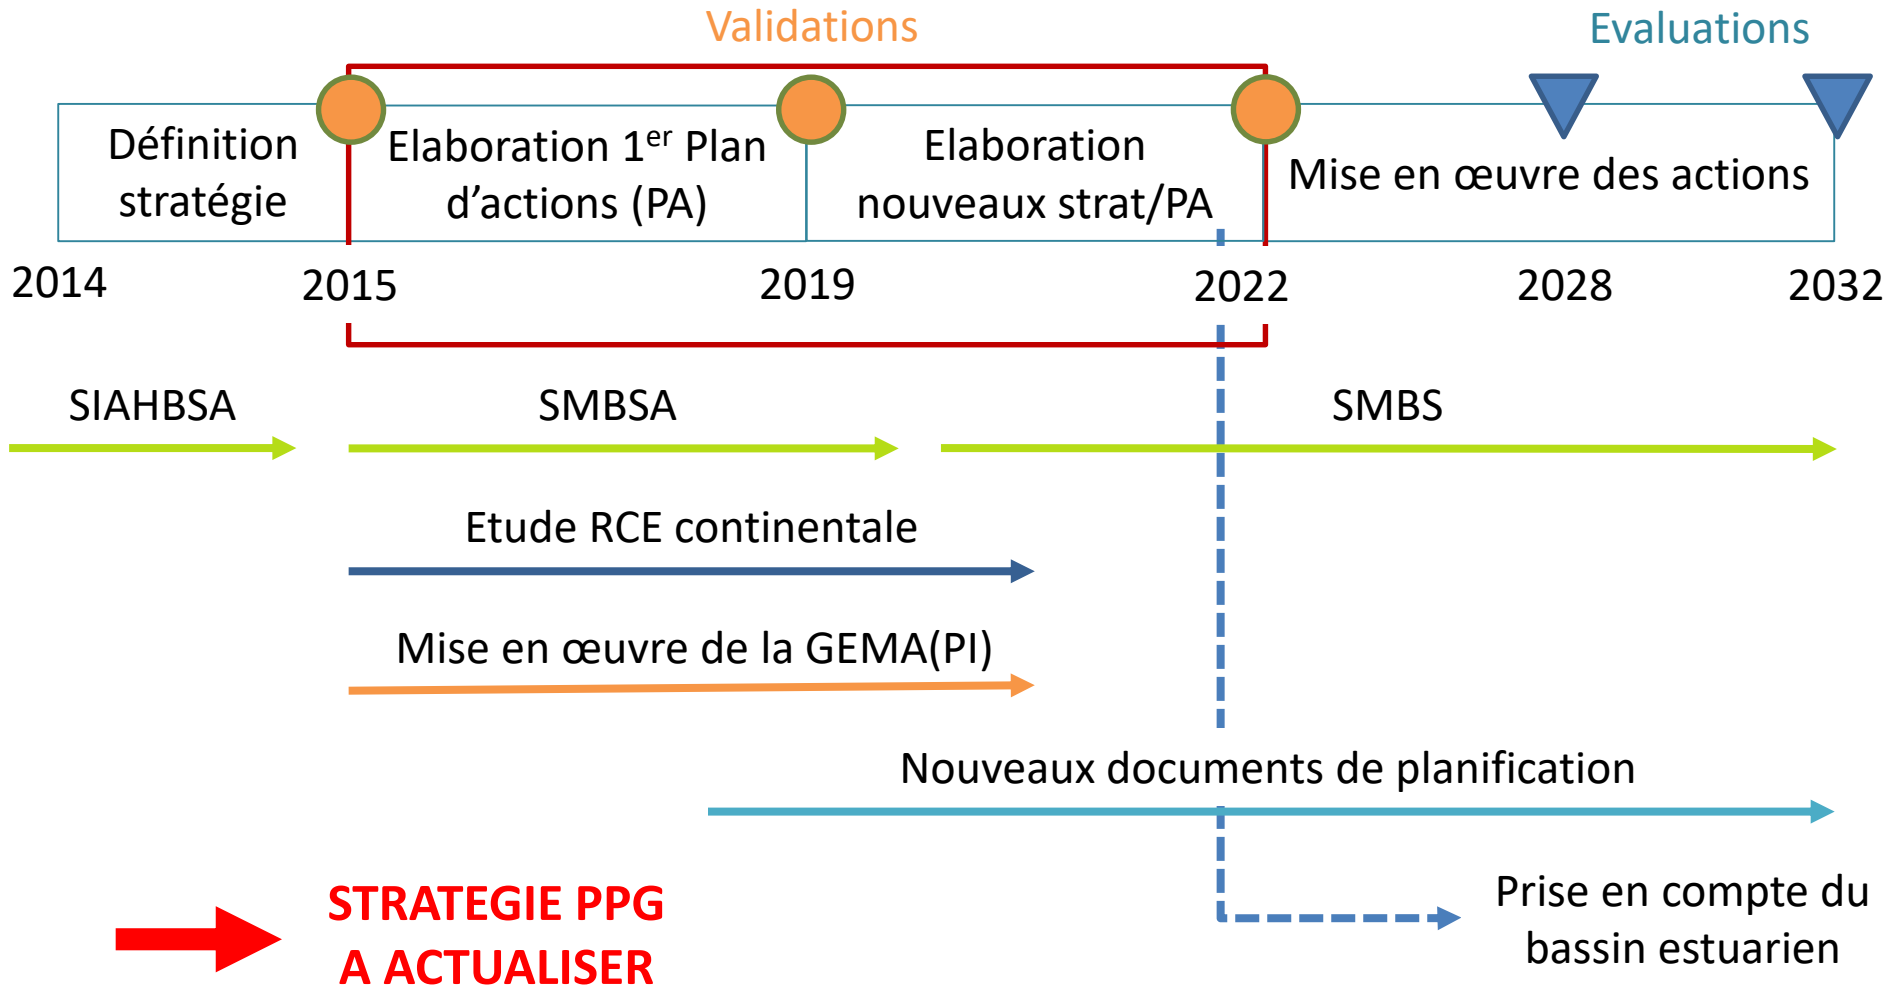 Validations
Evaluations
Définition
stratégie
Elaboration 1er Plan
d’actions (PA)
Elaboration
nouveaux strat/PA
Mise en œuvre des actions
2014
2015
2019
2022
2028
2032
SIAHBSA
SMBSA
SMBS
Etude RCE continentale
Mise en œuvre de la GEMA(PI)
Nouveaux documents de planification
Prise en compte du
bassin estuarien
STRATEGIE PPG
A ACTUALISER